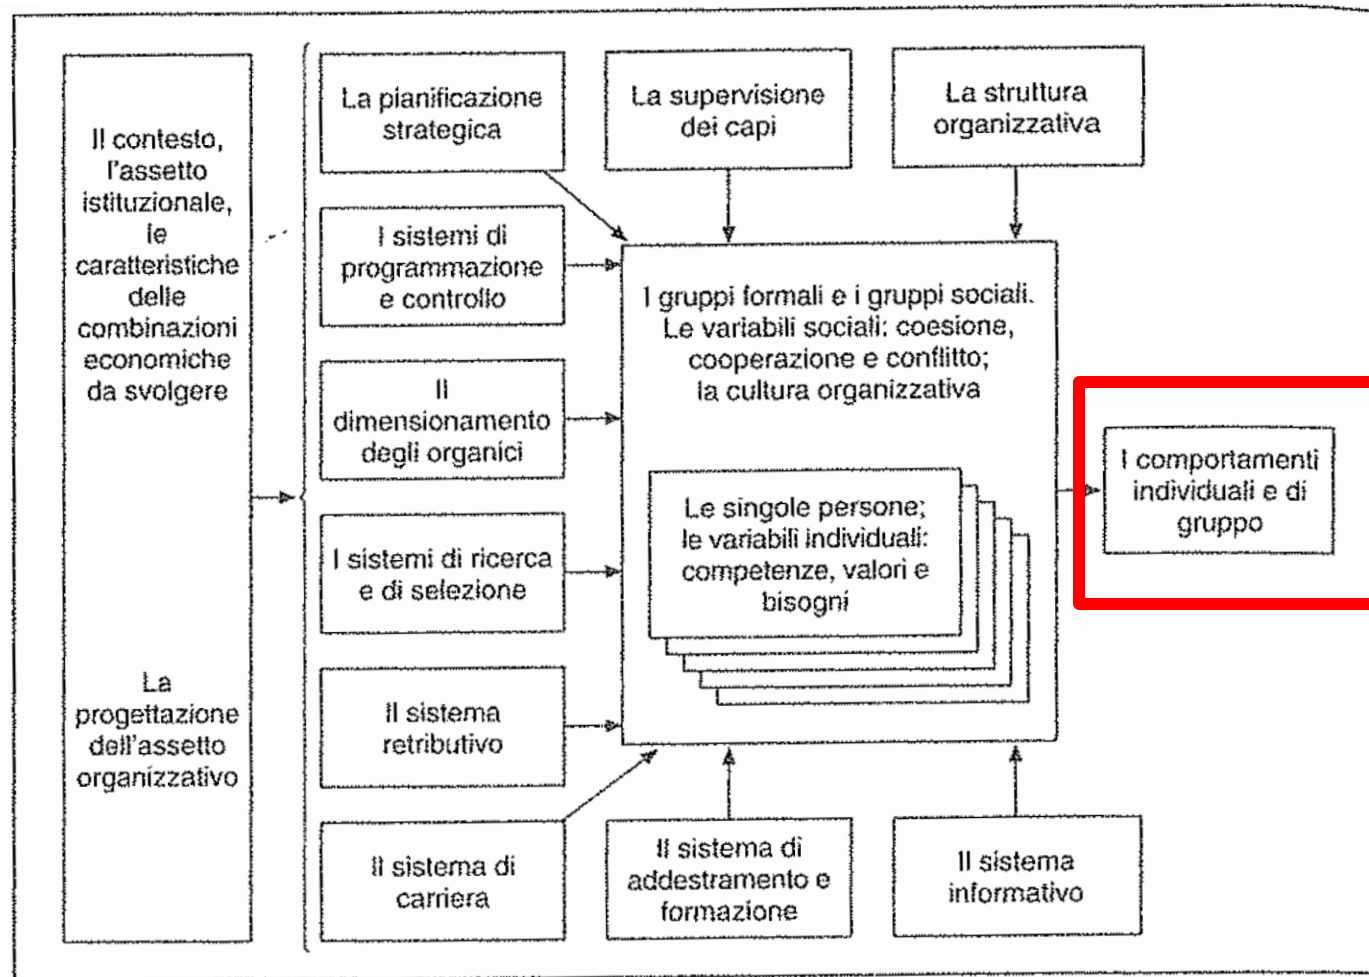 Il contesto,
l'assetto
istituzionale,
le
caratteristiche
delle
combinazioni
economiche
da svolgere
La
progettazione
dell'assetto
organizzativo
La pianificazione
strategica
La supervisione
dei capi
La struttura
organizzativa
I sistemi di
programmazione
e controllo
Il
dimensionamento
degli organici
I sistemi di ricerca
e di selezione
Il sistema
retributivo
Il sistema di
carriera
Il sistema di
addestramento e
formazione
Il sistema
informativo
I gruppi formali e i gruppi sociali.
Le variabili sociali: coesione,
cooperazione e conflitto;
la cultura organizzativa
Le singole persone;
le variabili individuali:
competenze, valori e
bisogni
I comportamenti
individuali e di
gruppo